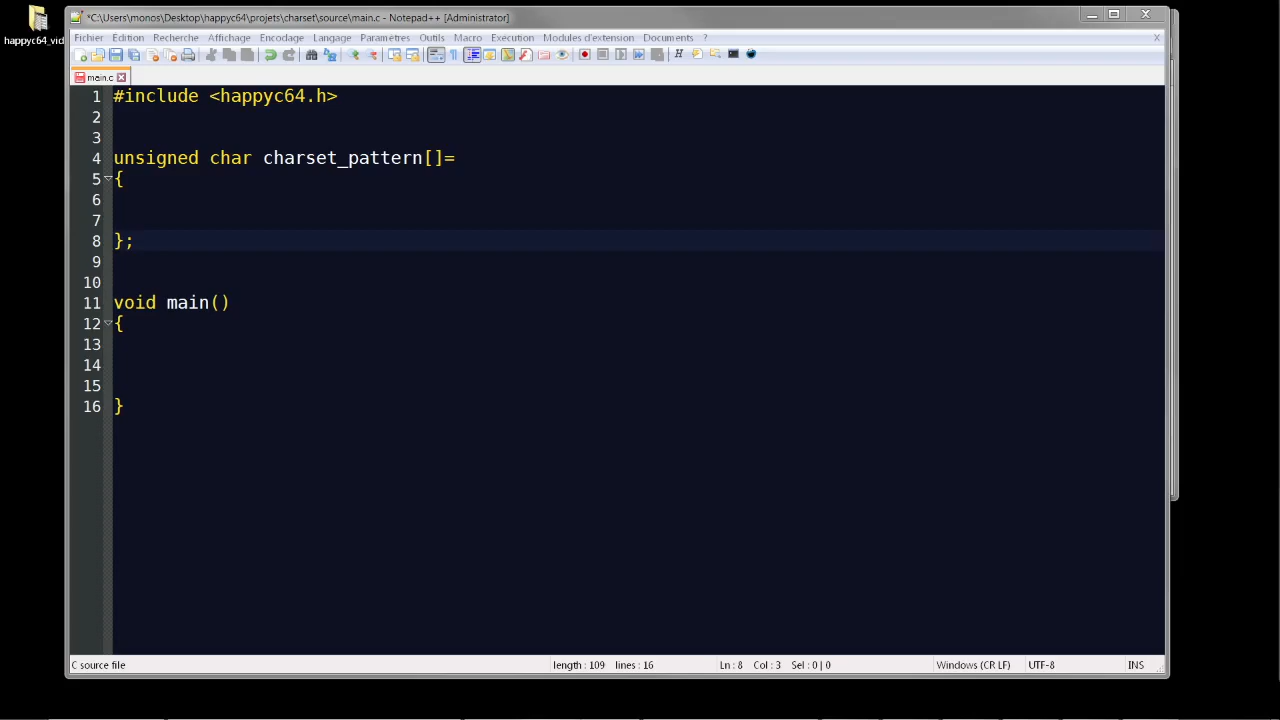 *C:\Users\monos\Desktop\happyc64\projets\charset\source\main.c - Notepad++ [Administrator]
happyc64_vid
Fichier Édition Recherche Affichage Encodage Langage Paramètres Outils Macro Exécution Modules d'extension Documents ? X
main.c
1 #include <happyc64.h>
2
3
4 unsigned char charset_pattern[]=
5 {
6
7
8 };
9
10
11 void main()
12 {
13
14
15
16 }
C source file length : 109 lines : 16 Ln : 8 Col : 3 Sel : 0 | 0 Windows (CR LF) UTF-8 INS